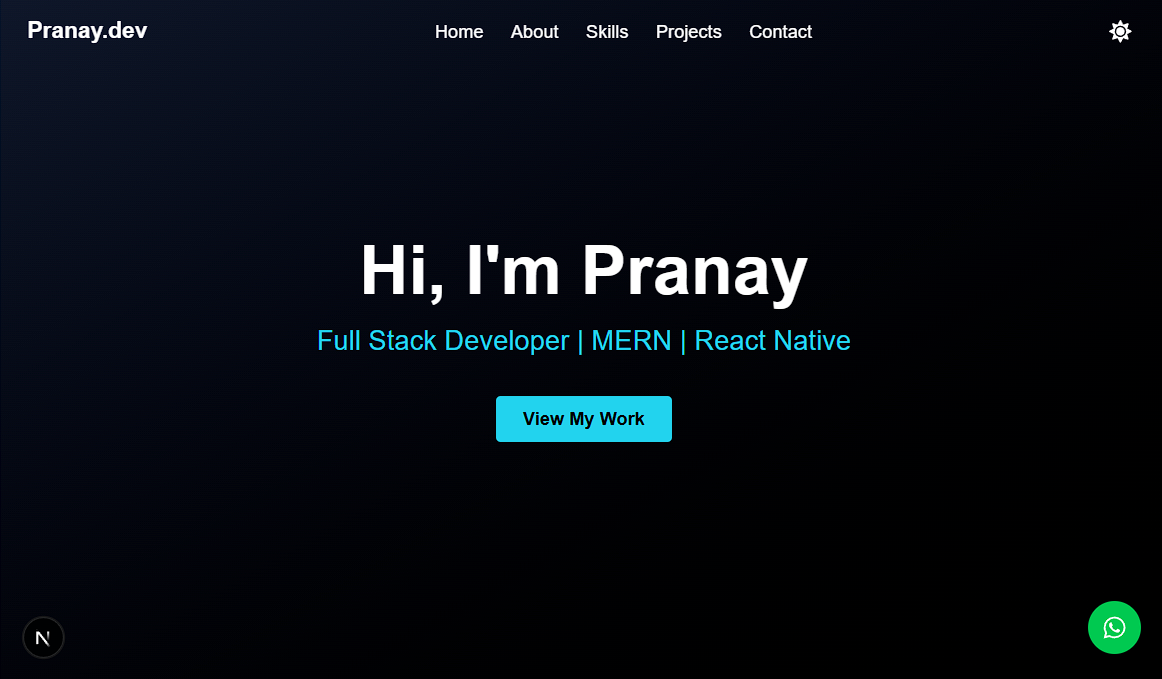 Pranay.dev
Home About Skills Projects Contact
Hi, I'm Pranay
Full Stack Developer | MERN | React Native
View My Work
N